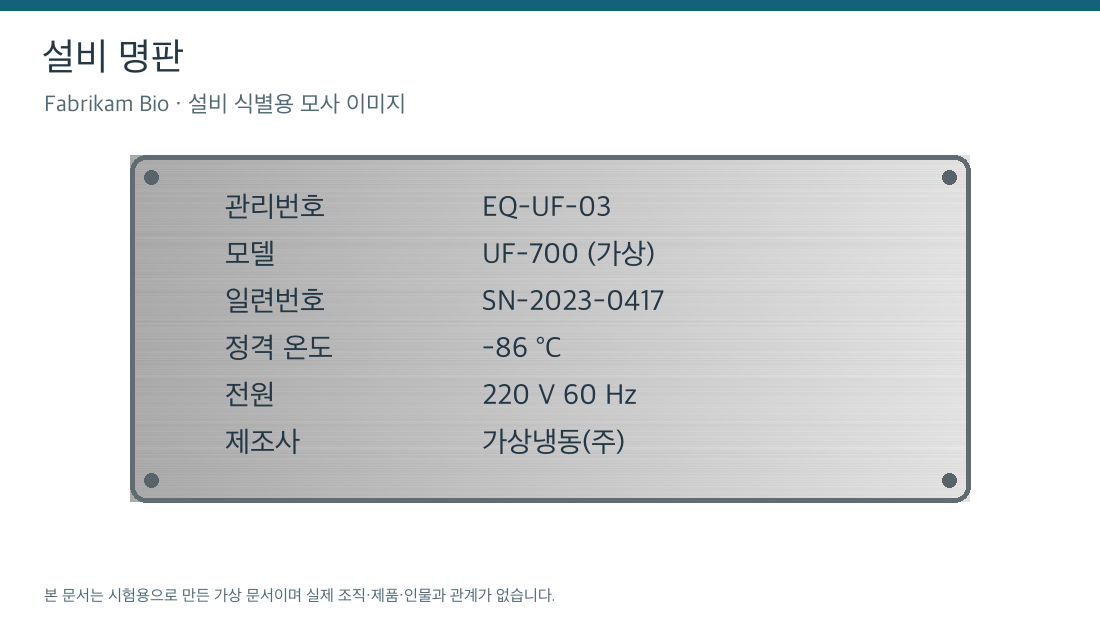 설비 명판
Fabrikam Bio · 설비 식별용 모사 이미지
관리번호 EQ-UF-03
모델 UF-700 (가상)
일련번호 SN-2023-0417
정격 온도 -86 °C
전원 220 V 60 Hz
제조사 가상냉동(주)
본 문서는 시험용으로 만든 가상 문서이며 실제 조직·제품·인물과 관계가 없습니다.